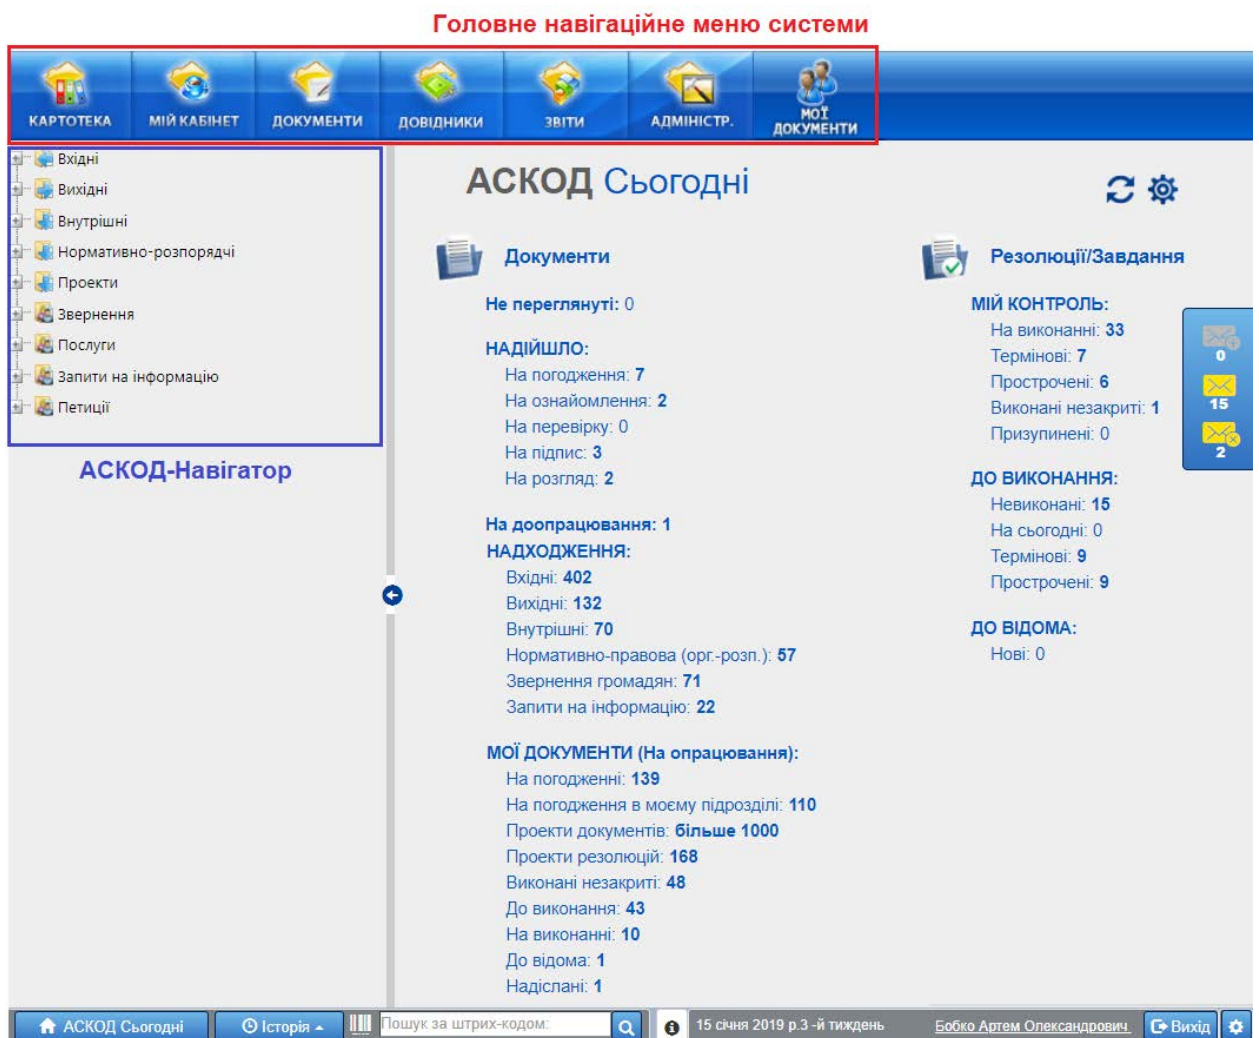 Головне навігаційне меню системи
КАРТОТЕКА
МІЙ КАБІНЕТ
ДОКУМЕНТИ
ДОВІДНИКИ
ЗВІТИ
АДМІНІСТР.
МОЇ
ДОКУМЕНТИ
Вхідні
Вихідні
Внутрішні
Нормативно-розпорядчі
Проекти
Звернення
Послуги
Запити на інформацію
Петиції
АСКОД-Навігатор
АСКОД Сьогодні
Документи
Не переглянуті: 0
НАДІЙШЛО:
На погодження: 7
На ознайомлення: 2
На перевірку: 0
На підпис: 3
На розгляд: 2
На доопрацювання: 1
НАДХОДЖЕННЯ:
Вхідні: 402
Вихідні: 132
Внутрішні: 70
Нормативно-правова (орг.-розп.): 57
Звернення громадян: 71
Запити на інформацію: 22
МОЇ ДОКУМЕНТИ (На опрацювання):
На погодженні: 139
На погодження в моєму підрозділі: 110
Проекти документів: більше 1000
Проекти резолюцій: 168
Виконані незакриті: 48
До виконання: 43
На виконанні: 10
До відома: 1
Надіслані: 1
Резолюції/Завдання
МІЙ КОНТРОЛЬ:
На виконанні: 33
Термінові: 7
Прострочені: 6
Виконані незакриті: 1
Призупинені: 0
ДО ВИКОНАННЯ:
Невиконані: 15
На сьогодні: 0
Термінові: 9
Прострочені: 9
ДО ВІДОМА:
Нові: 0
0
15
2
АСКОД Сьогодні
Історія
Пошук за штрих-кодом:
15 січня 2019 р.3 -й тиждень
Бобко Артем Олександрович
Вихід